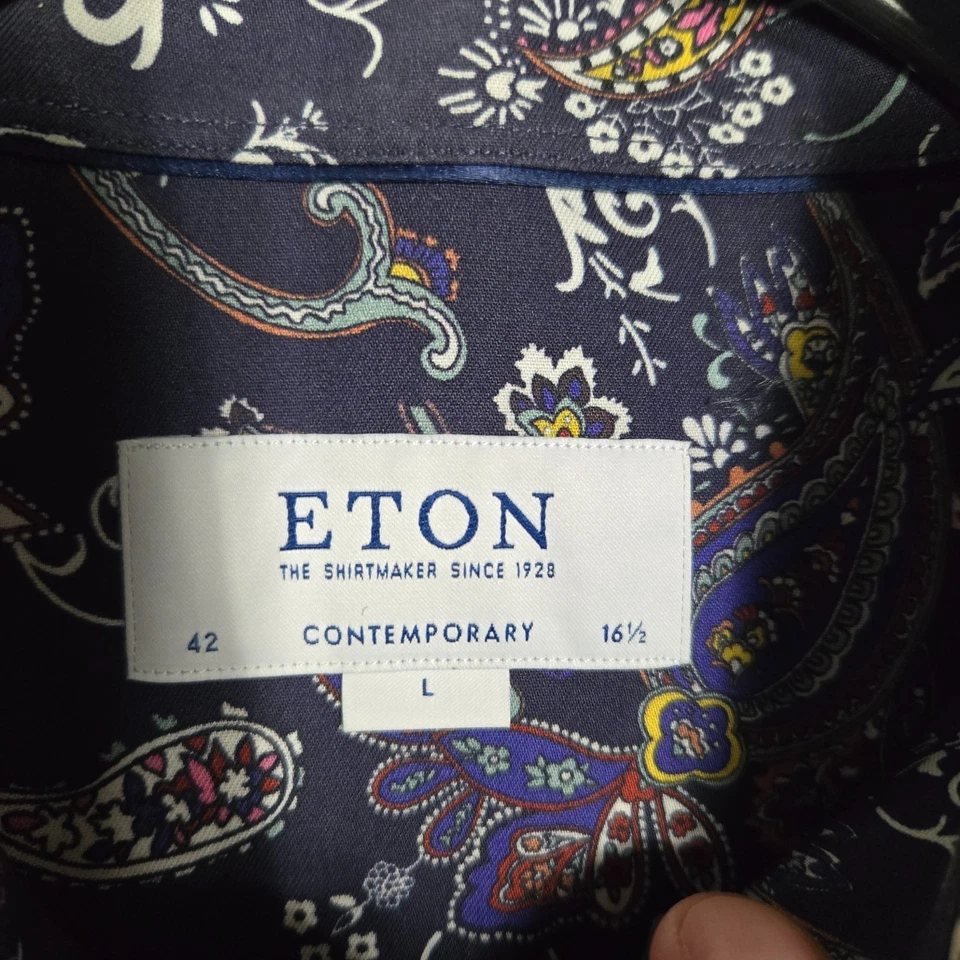 ETON
THE SHIRTMAKER SINCE 1928
42 CONTEMPORARY 16½
L